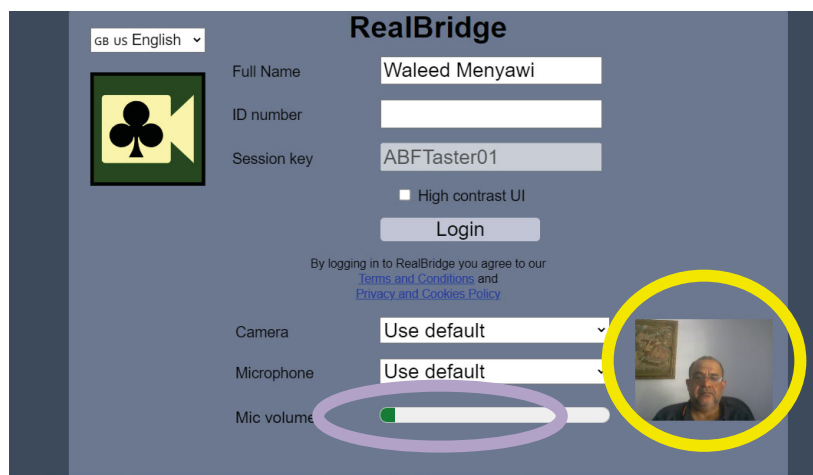 RealBridge
GB US English
Full Name Waleed Menyawi
ID number
Session key ABFTaster01
High contrast UI
Login
By logging in to RealBridge you agree to our
Terms and Conditions and
Privacy and Cookies Policy
Camera Use default
Microphone Use default
Mic volume